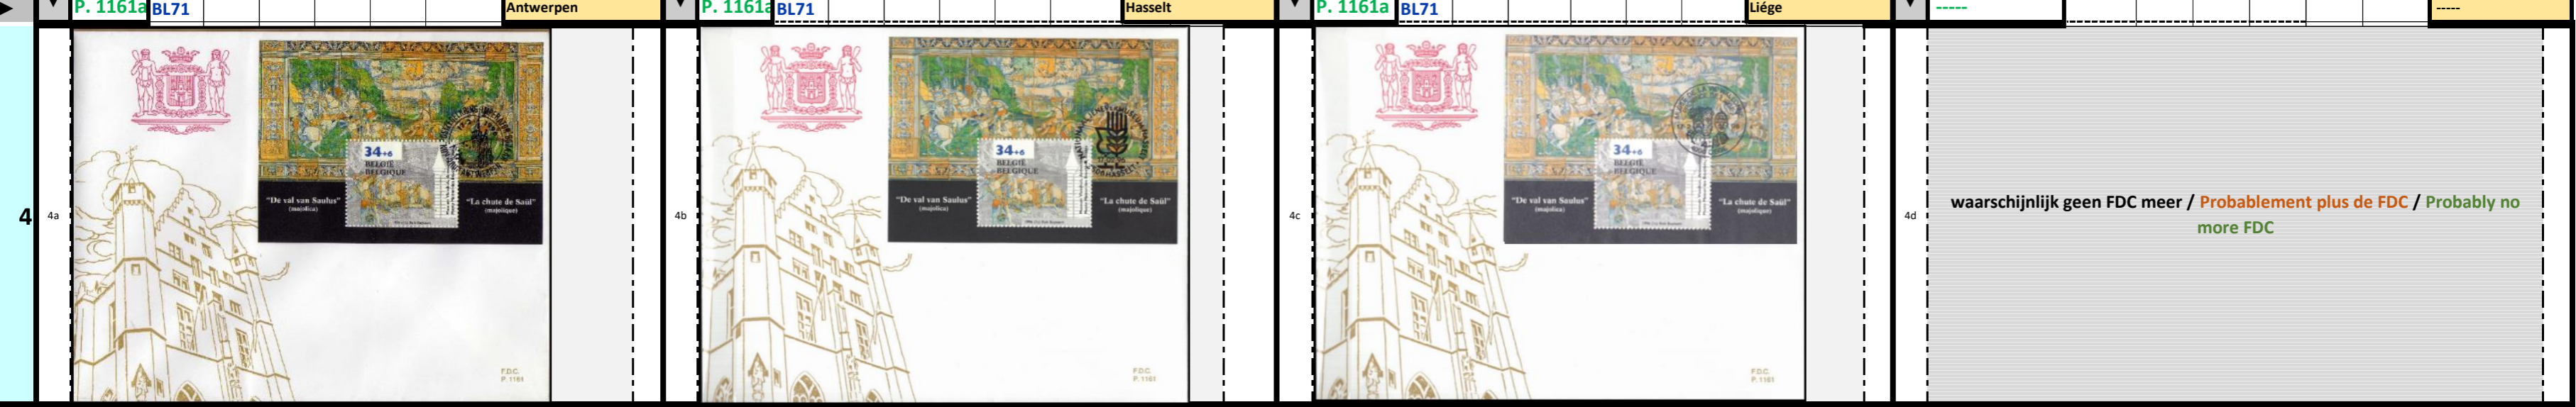 P. 1161a BL71 Antwerpen
P. 1161a BL71 Hasselt
P. 1161a BL71 Liége
----- -----
4
4a
34+6
BELGIË
BELGIQUE
"De val van Saulus"
(majolica)
"La chute de Saül"
(majolique)
F.D.C.
P. 1161
4b
34+6
BELGIË
BELGIQUE
"De val van Saulus"
(majolica)
"La chute de Saül"
(majolique)
F.D.C.
P. 1161
4c
34+6
BELGIË
BELGIQUE
"De val van Saulus"
(majolica)
"La chute de Saül"
(majolique)
F.D.C.
P. 1161
4d
waarschijnlijk geen FDC meer / Probablement plus de FDC / Probably no
more FDC